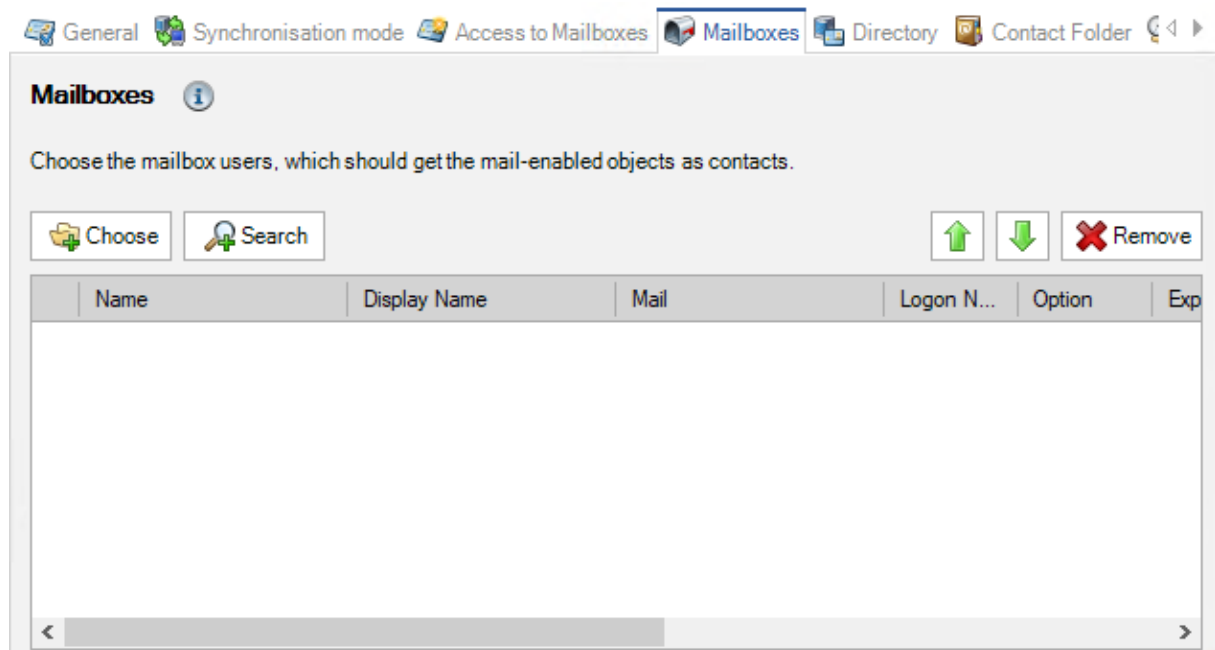 General Synchronisation mode Access to Mailboxes Mailboxes Directory Contact Folder
Mailboxes
Choose the mailbox users, which should get the mail-enabled objects as contacts.
Choose Search Remove
Name Display Name Mail Logon N... Option Exp